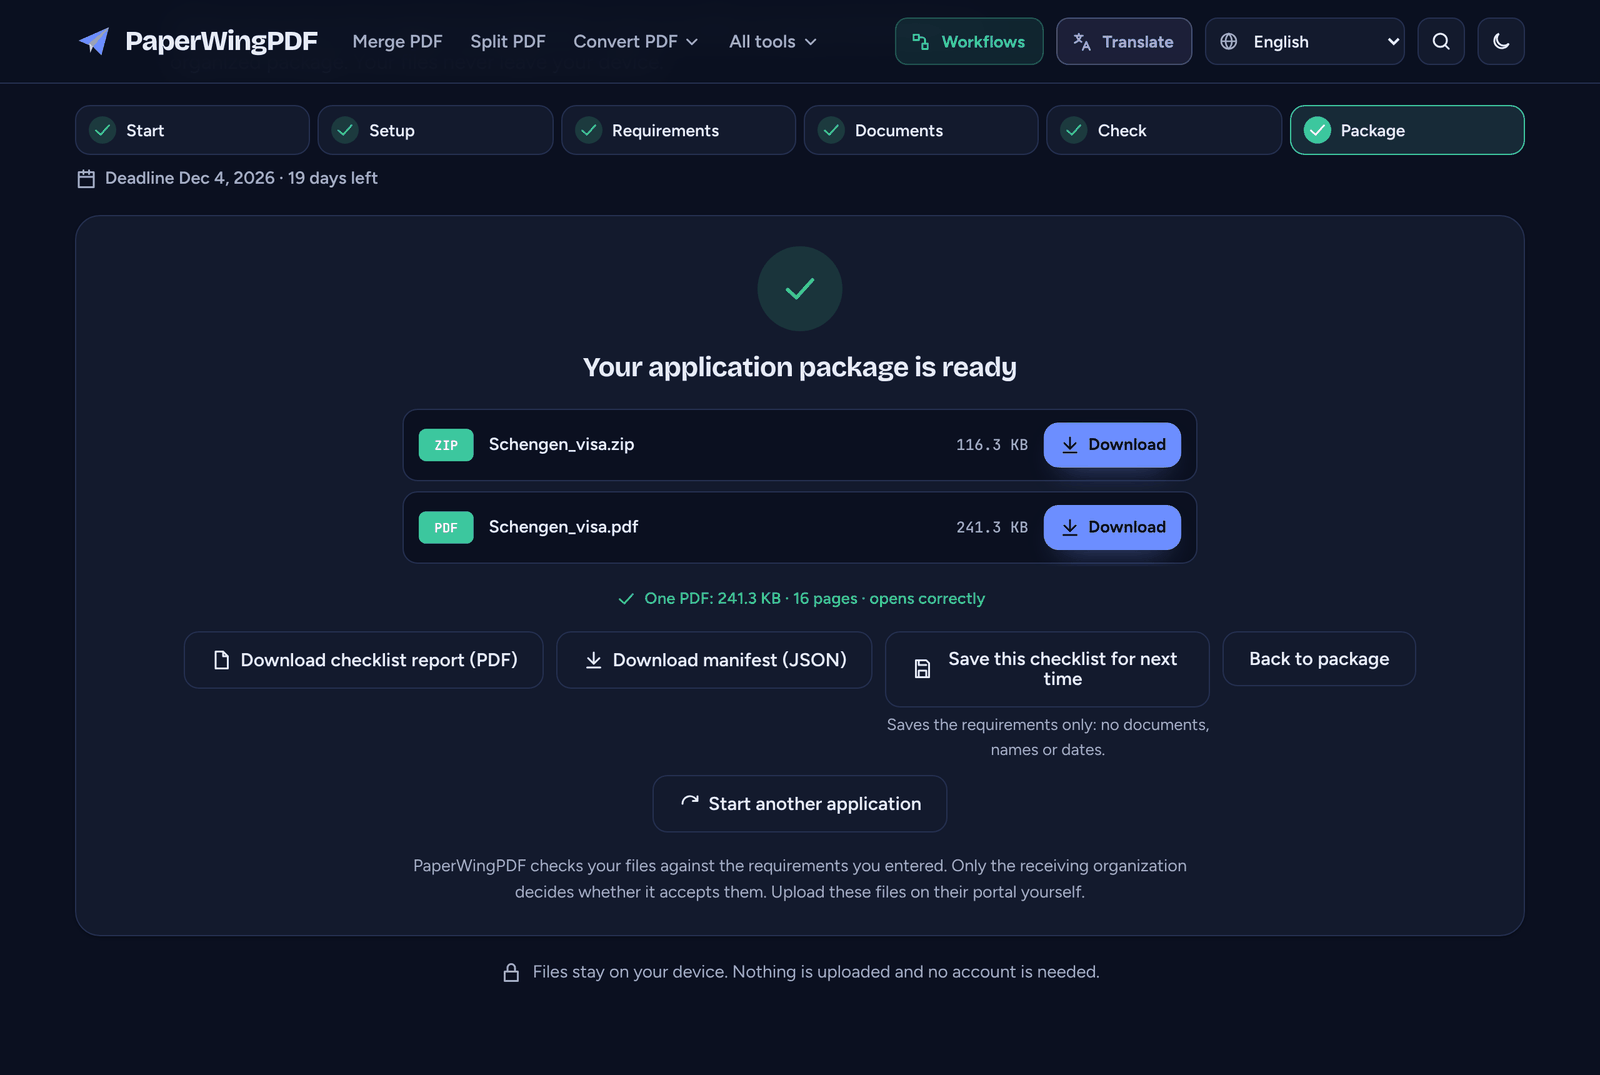 PaperWingPDF
Merge PDF
Split PDF
Convert PDF
All tools
Workflows
Translate
English
Start
Setup
Requirements
Documents
Check
Package
Deadline Dec 4, 2026 · 19 days left
Your application package is ready
ZIP
Schengen_visa.zip
116.3 KB
Download
PDF
Schengen_visa.pdf
241.3 KB
Download
One PDF: 241.3 KB · 16 pages · opens correctly
Download checklist report (PDF)
Download manifest (JSON)
Save this checklist for next
time
Back to package
Saves the requirements only: no documents,
names or dates.
Start another application
PaperWingPDF checks your files against the requirements you entered. Only the receiving organization
decides whether it accepts them. Upload these files on their portal yourself.
Files stay on your device. Nothing is uploaded and no account is needed.